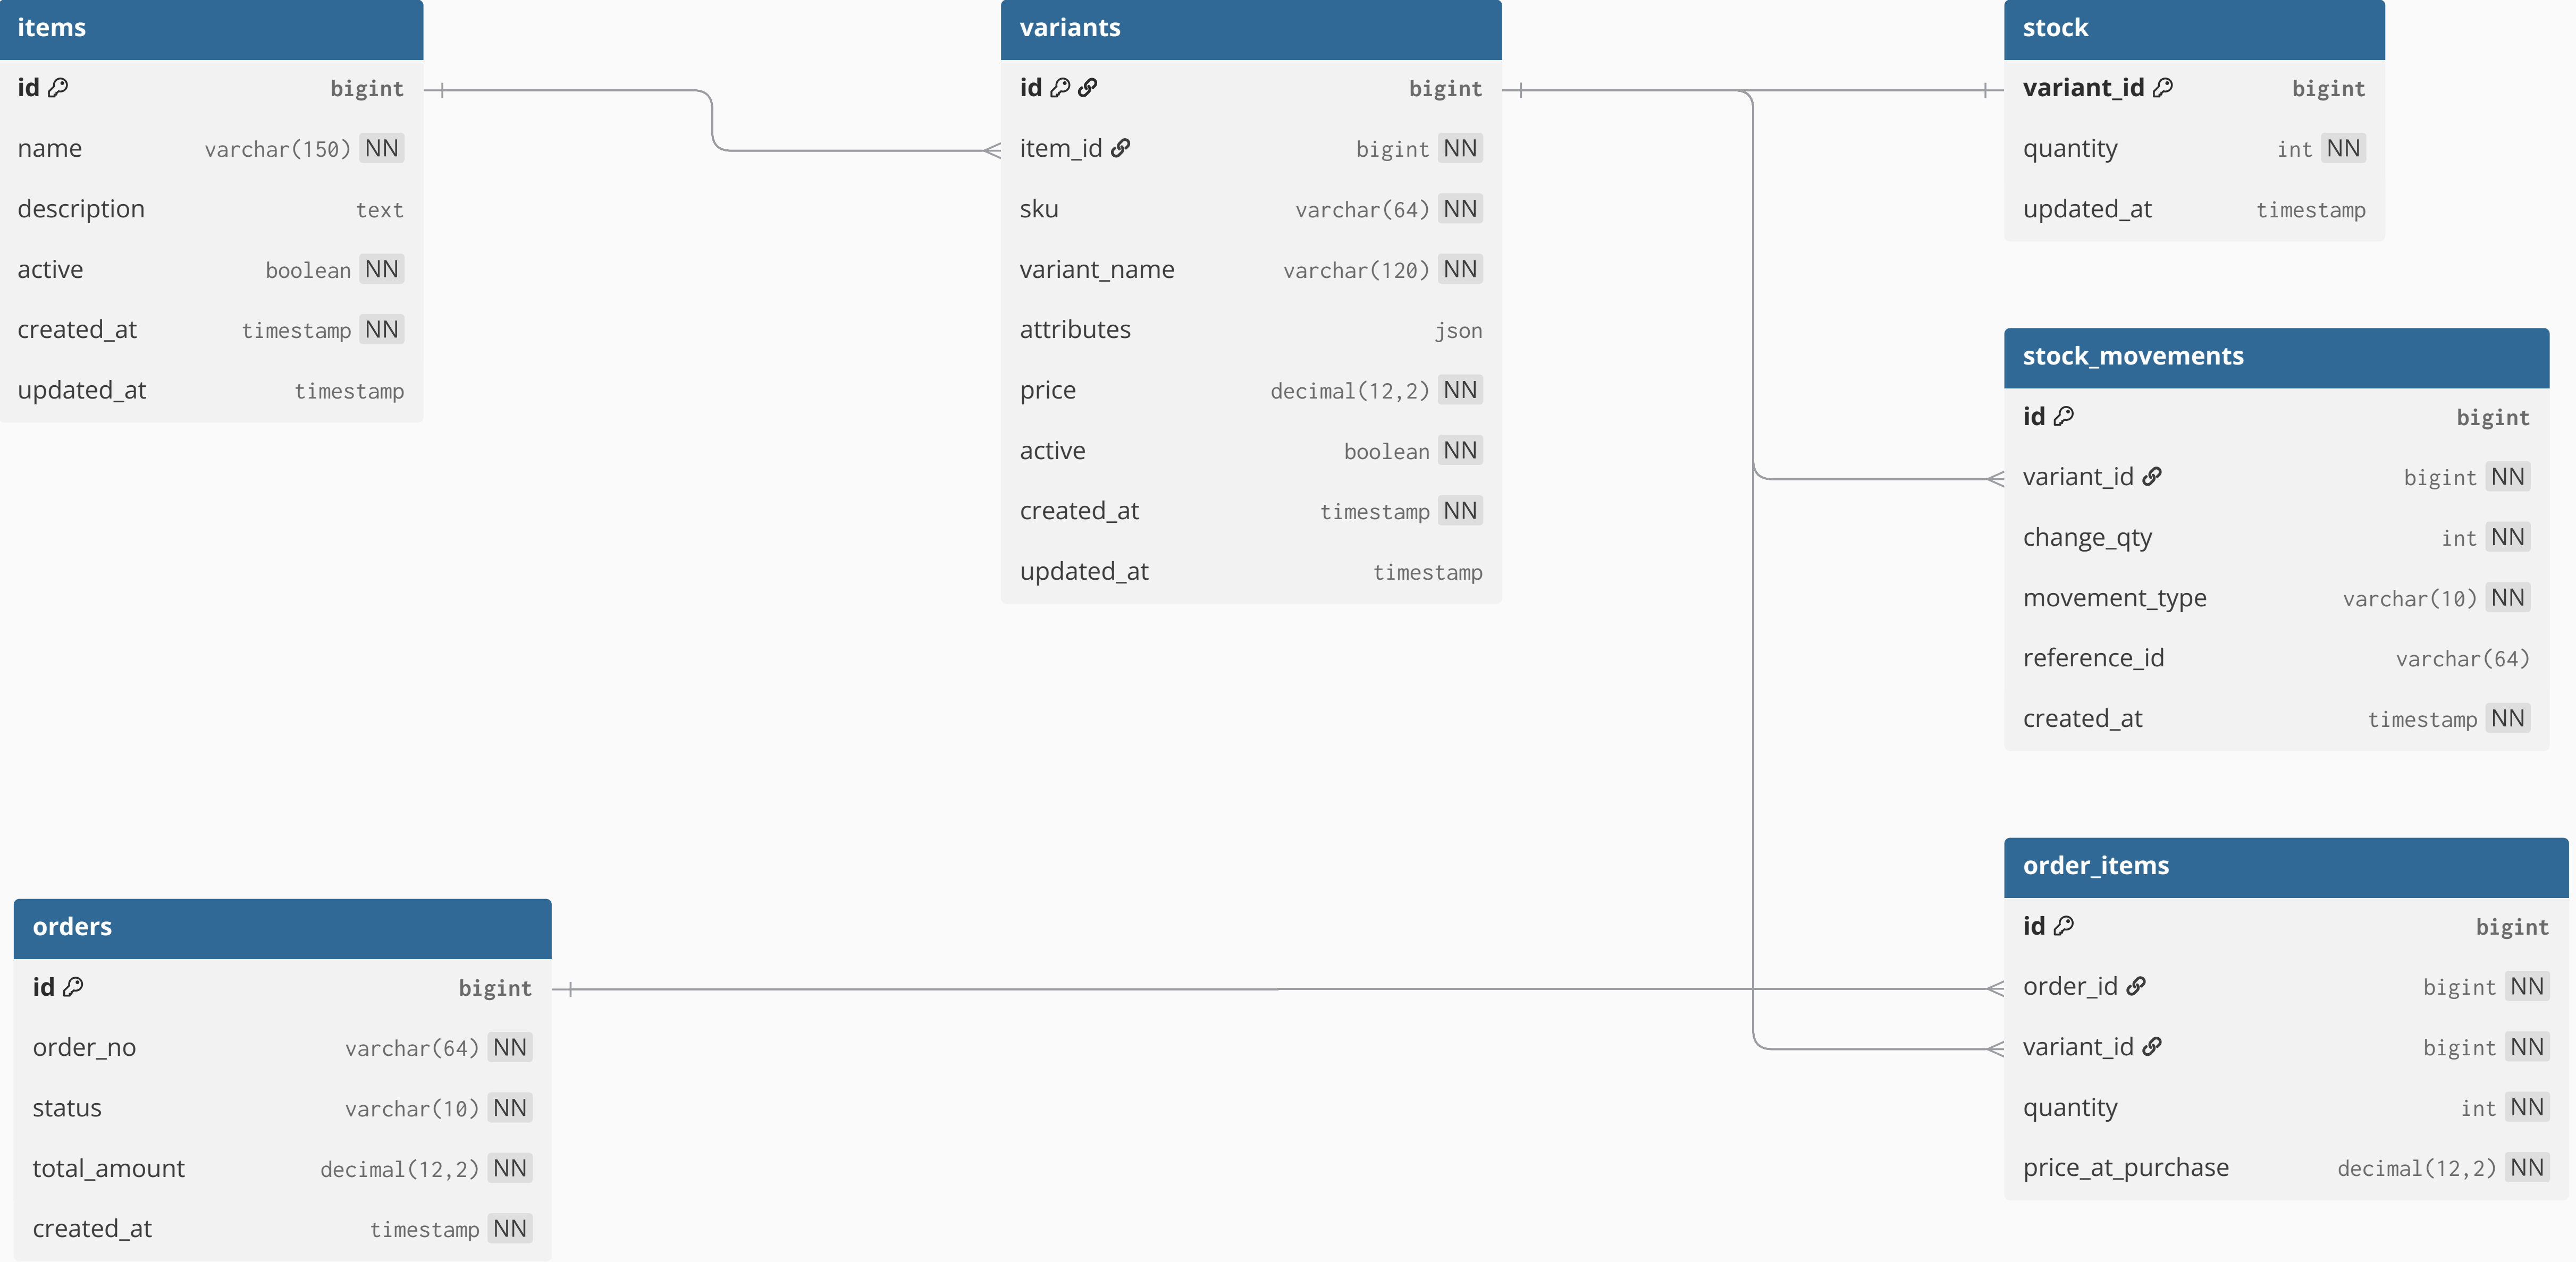 items
id bigint
name varchar(150) NN
description text
active boolean NN
created_at timestamp NN
updated_at timestamp
variants
id bigint
item_id bigint NN
sku varchar(64) NN
variant_name varchar(120) NN
attributes json
price decimal(12,2) NN
active boolean NN
created_at timestamp NN
updated_at timestamp
stock
variant_id bigint
quantity int NN
updated_at timestamp
stock_movements
id bigint
variant_id bigint NN
change_qty int NN
movement_type varchar(10) NN
reference_id varchar(64)
created_at timestamp NN
orders
id bigint
order_no varchar(64) NN
status varchar(10) NN
total_amount decimal(12,2) NN
created_at timestamp NN
order_items
id bigint
order_id bigint NN
variant_id bigint NN
quantity int NN
price_at_purchase decimal(12,2) NN